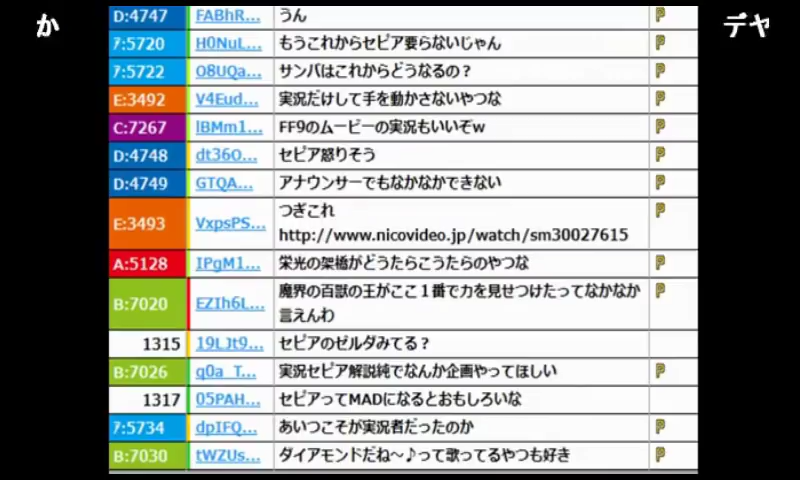 か
デヤ
D:4747 FABhR... うん P
ｱ:5720 H0NuL... もうこれからセピア要らないじゃん P
ｱ:5722 O8UQa... サンバはこれからどうなるの？ P
E:3492 V4Eud... 実況だけして手を動かさないやつな P
C:7267 lBMm1... FF9のムービーの実況もいいぞw P
D:4748 dt36O... セピア怒りそう P
D:4749 GTQA... アナウンサーでもなかなかできない P
E:3493 VxpsPS... つぎこれ P
http://www.nicovideo.jp/watch/sm30027615
A:5128 IPgM1... 栄光の架橋がどうたらこうたらのやつな P
B:7020 EZIh6L... 魔界の百獣の王がここ１番で力を見せつけたってなかなか P
言えんわ
1315 19LJt9... セピアのゼルダみてる？
B:7026 q0a_T... 実況セピア解説純でなんか企画やってほしい P
1317 05PAH... セピアってMADになるとおもしろいな
ｱ:5734 dpIFQ... あいつこそが実況者だったのか P
B:7030 tWZUs... ダイアモンドだね～♪って歌ってるやつも好き P